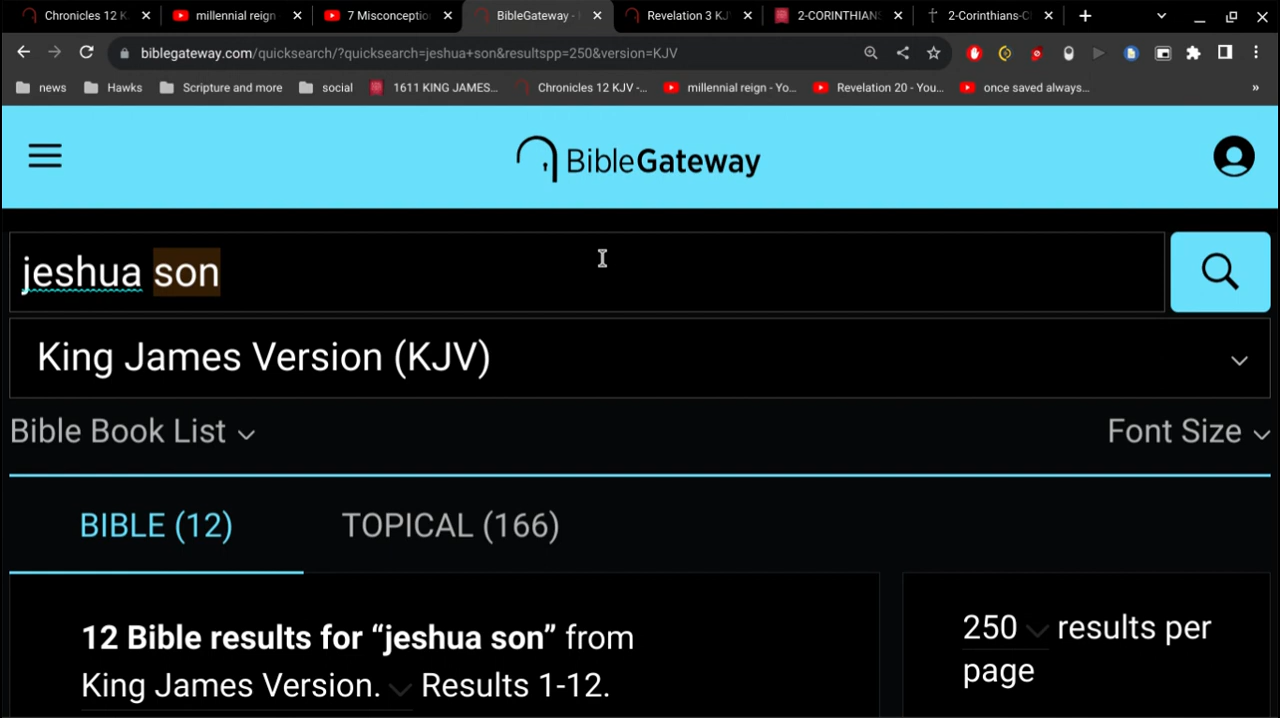 Chronicles 12 K
millennial reign
7 Misconceptio
BibleGateway -
Revelation 3 KJ
2-CORINTHIANS
2-Corinthians-C
biblegateway.com/quicksearch/?quicksearch=jeshua+son&resultspp=250&version=KJV
news
Hawks
Scripture and more
social
1611 KING JAMES...
Chronicles 12 KJV -...
millennial reign - Yo...
Revelation 20 - You...
once saved always...
»
BibleGateway
jeshua son
King James Version (KJV)
Bible Book List
Font Size
BIBLE (12)
TOPICAL (166)
12 Bible results for “jeshua son” from
King James Version. Results 1-12.
250 results per
page